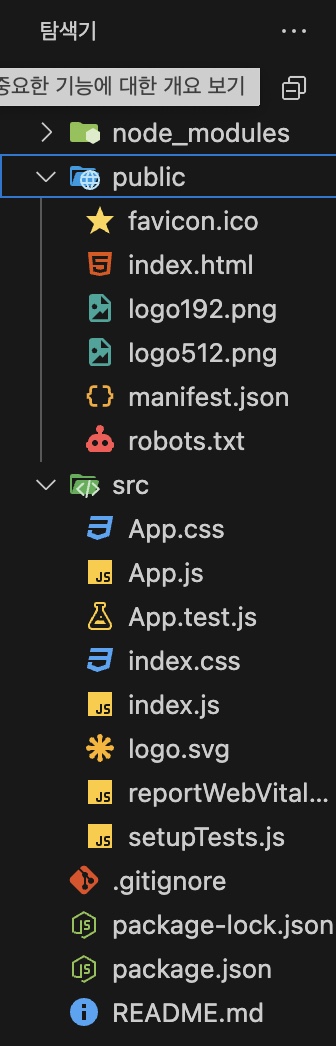 탐색기
중요한 기능에 대한 개요 보기
node_modules
public
favicon.ico
index.html
logo192.png
logo512.png
manifest.json
robots.txt
src
App.css
App.js
App.test.js
index.css
index.js
logo.svg
reportWebVital...
setupTests.js
.gitignore
package-lock.json
package.json
README.md